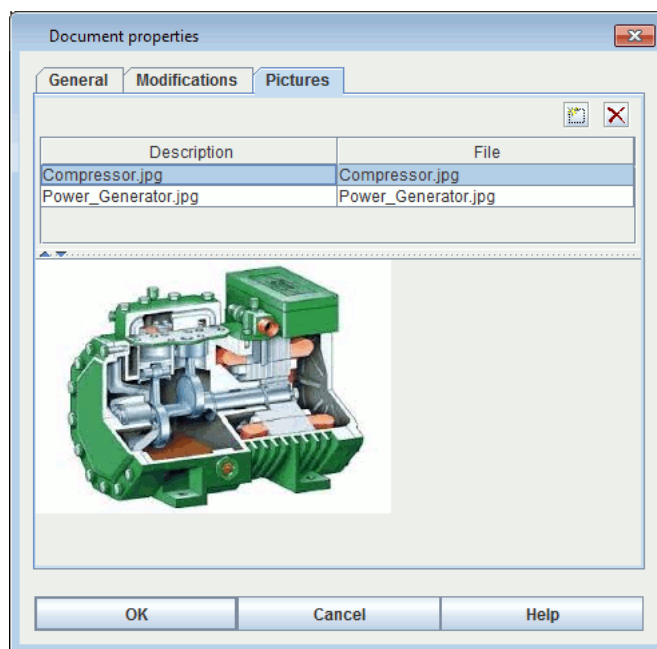 Document properties
General Modifications Pictures
Description File
Compressor.jpg Compressor.jpg
Power_Generator.jpg Power_Generator.jpg
OK Cancel Help